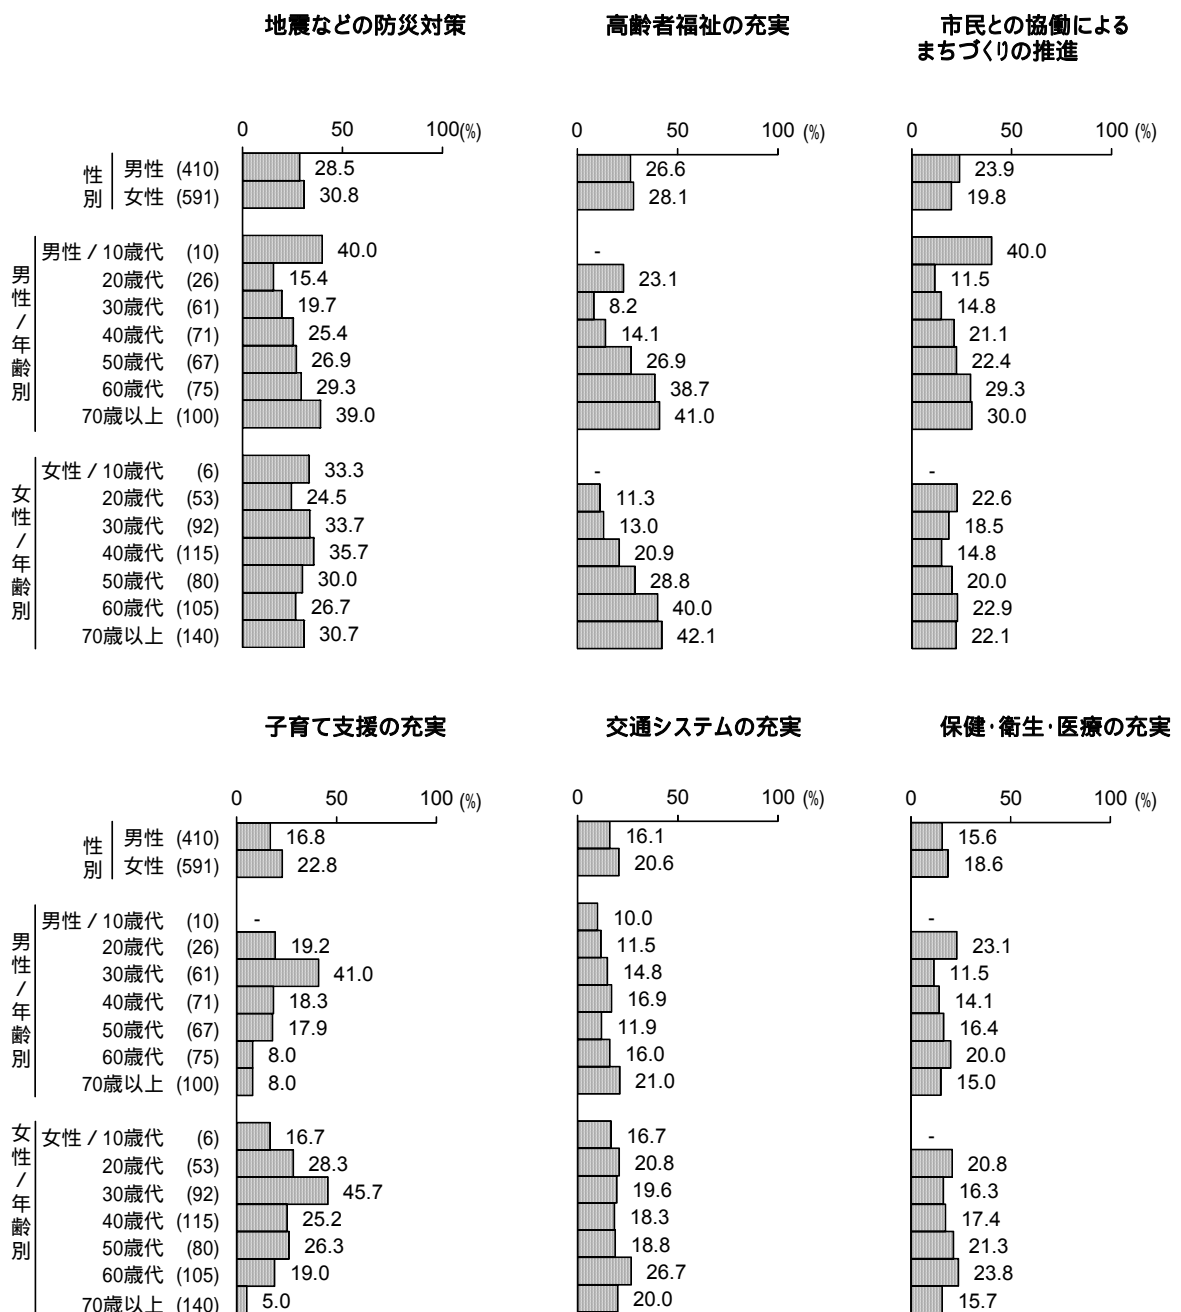 地震などの防災対策 高齢者福祉の充実 市民との協働による
まちづくりの推進
0 50 100(%) 0 50 100 (%) 0 50 100 (%)
性別
男性 (410) 28.5 26.6 23.9
女性 (591) 30.8 28.1 19.8
男性/年齢別
男性/10歳代 (10) 40.0 - 40.0
20歳代 (26) 15.4 23.1 11.5
30歳代 (61) 19.7 8.2 14.8
40歳代 (71) 25.4 14.1 21.1
50歳代 (67) 26.9 26.9 22.4
60歳代 (75) 29.3 38.7 29.3
70歳以上 (100) 39.0 41.0 30.0
女性/年齢別
女性/10歳代 (6) 33.3 - -
20歳代 (53) 24.5 11.3 22.6
30歳代 (92) 33.7 13.0 18.5
40歳代 (115) 35.7 20.9 14.8
50歳代 (80) 30.0 28.8 20.0
60歳代 (105) 26.7 40.0 22.9
70歳以上 (140) 30.7 42.1 22.1
子育て支援の充実 交通システムの充実 保健・衛生・医療の充実
0 50 100 (%) 0 50 100 (%) 0 50 100 (%)
性別
男性 (410) 16.8 16.1 15.6
女性 (591) 22.8 20.6 18.6
男性/年齢別
男性/10歳代 (10) - 10.0 -
20歳代 (26) 19.2 11.5 23.1
30歳代 (61) 41.0 14.8 11.5
40歳代 (71) 18.3 16.9 14.1
50歳代 (67) 17.9 11.9 16.4
60歳代 (75) 8.0 16.0 20.0
70歳以上 (100) 8.0 21.0 15.0
女性/年齢別
女性/10歳代 (6) 16.7 16.7 -
20歳代 (53) 28.3 20.8 20.8
30歳代 (92) 45.7 19.6 16.3
40歳代 (115) 25.2 18.3 17.4
50歳代 (80) 26.3 18.8 21.3
60歳代 (105) 19.0 26.7 23.8
70歳以上 (140) 5.0 20.0 15.7